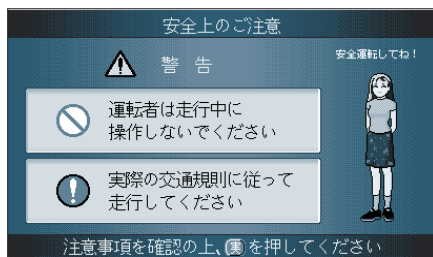 安全上のご注意
警告
安全運転してね！
運転者は走行中に
操作しないでください
実際の交通規則に従って
走行してください
注意事項を確認の上、実を押してください